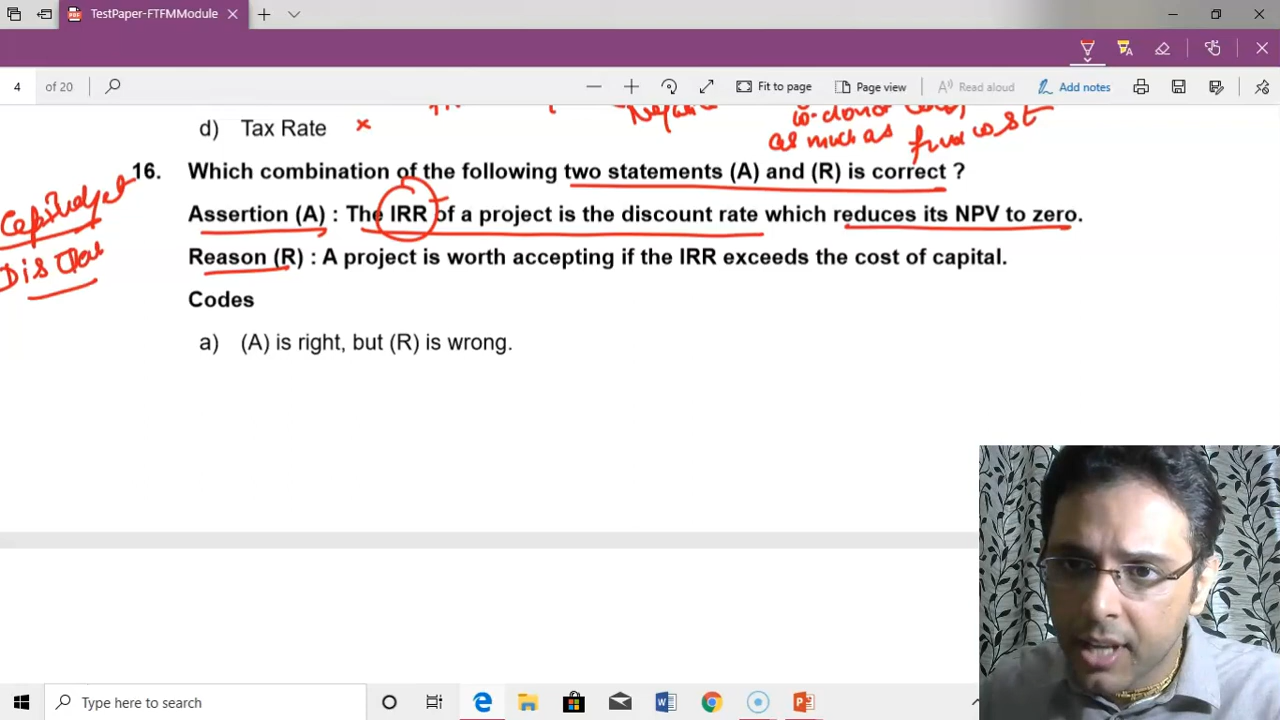 TestPaper-FTFMModule
4 of 20
Fit to page
Page view
Read aloud
Add notes
d) Tax Rate ×
as much as fixed cost
16. Which combination of the following two statements (A) and (R) is correct ?
Assertion (A) : The IRR of a project is the discount rate which reduces its NPV to zero.
Reason (R) : A project is worth accepting if the IRR exceeds the cost of capital.
Codes
a) (A) is right, but (R) is wrong.
Type here to search